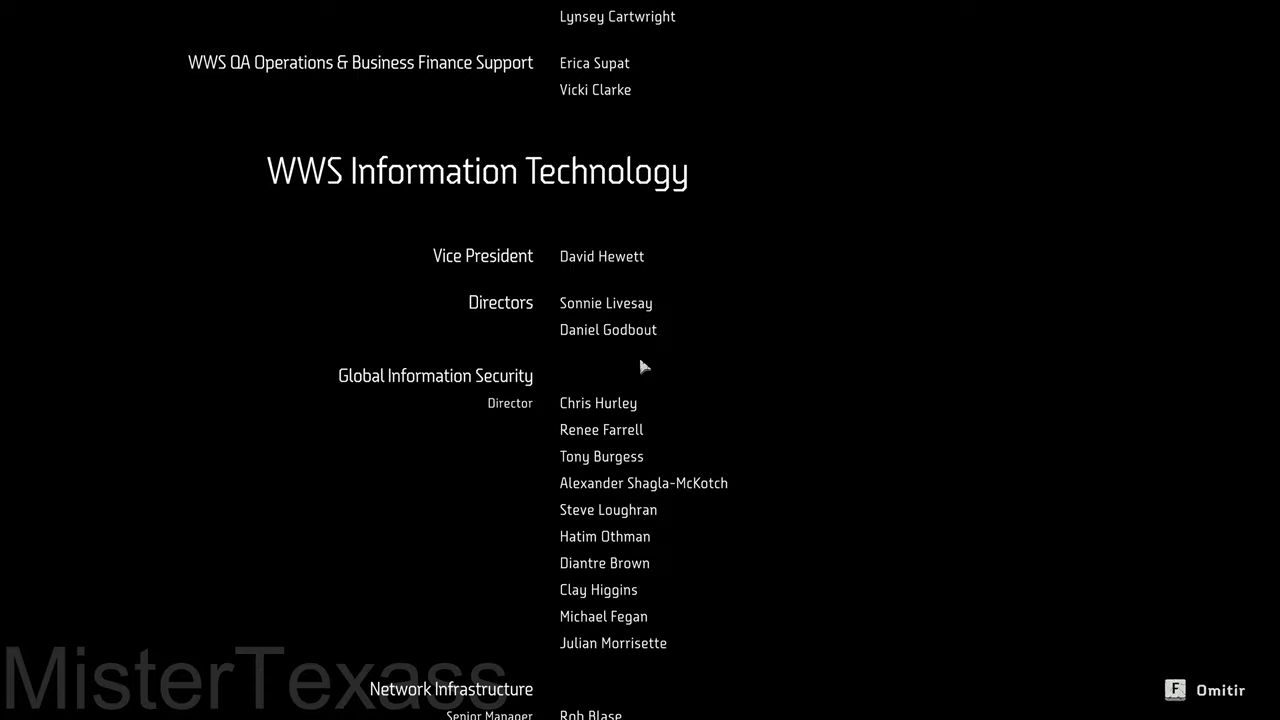 Lynsey Cartwright
WWS QA Operations & Business Finance Support Erica Supat
Vicki Clarke
WWS Information Technology
Vice President David Hewett
Directors Sonnie Livesay
Daniel Godbout
Global Information Security
Director Chris Hurley
Renee Farrell
Tony Burgess
Alexander Shagla-McKotch
Steve Loughran
Hatim Othman
Diantre Brown
Clay Higgins
Michael Fegan
Julian Morrisette
MisterTexass
Network Infrastructure
F Omitir
Senior Manager Rob Blase